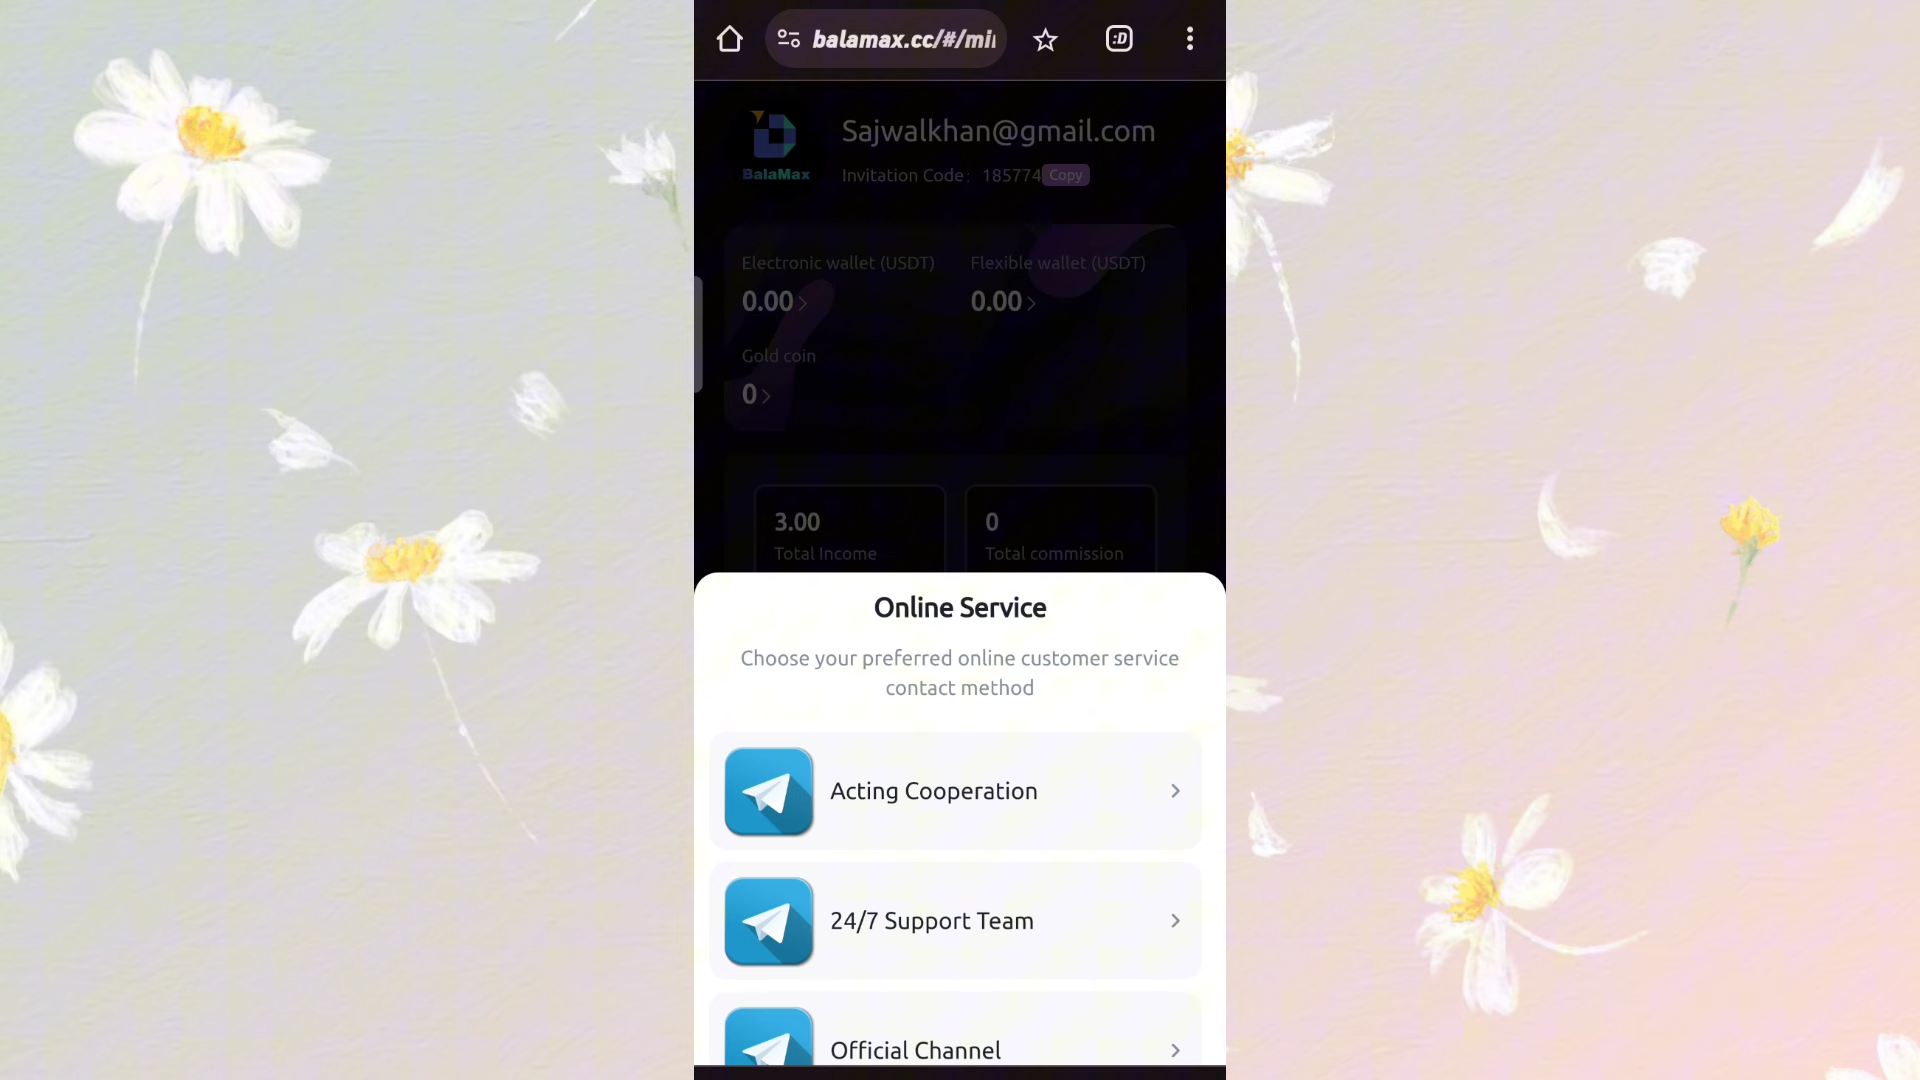 :D
balamax.cc/#/mi
Sajwalkhan@gmail.com
BalaMax
Invitation Code: 185774 Copy
Electronic wallet (USDT) Flexible wallet (USDT)
0.00 0.00
Gold coin
0
3.00 0
Total Income Total commission
Online Service
Choose your preferred online customer service
contact method
Acting Cooperation
24/7 Support Team
Official Channel